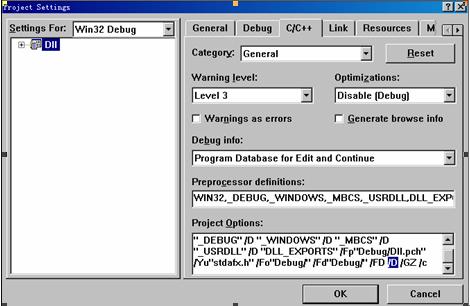 Project Settings
Settings For: Win32 Debug
Dll
General Debug C/C++ Link Resources M
Category: General Reset
Warning level: Optimizations:
Level 3 Disable (Debug)
Warnings as errors Generate browse info
Debug info:
Program Database for Edit and Continue
Preprocessor definitions:
WIN32,_DEBUG,_WINDOWS,_MBCS,_USRDLL,DLL_EXPO
Project Options:
"_DEBUG" /D "_WINDOWS" /D "_MBCS" /D
"_USRDLL" /D "DLL_EXPORTS" /Fp"Debug/Dll.pch"
/Yu"stdafx.h" /Fo"Debug/" /Fd"Debug/" /FD /D /GZ /c
OK Cancel